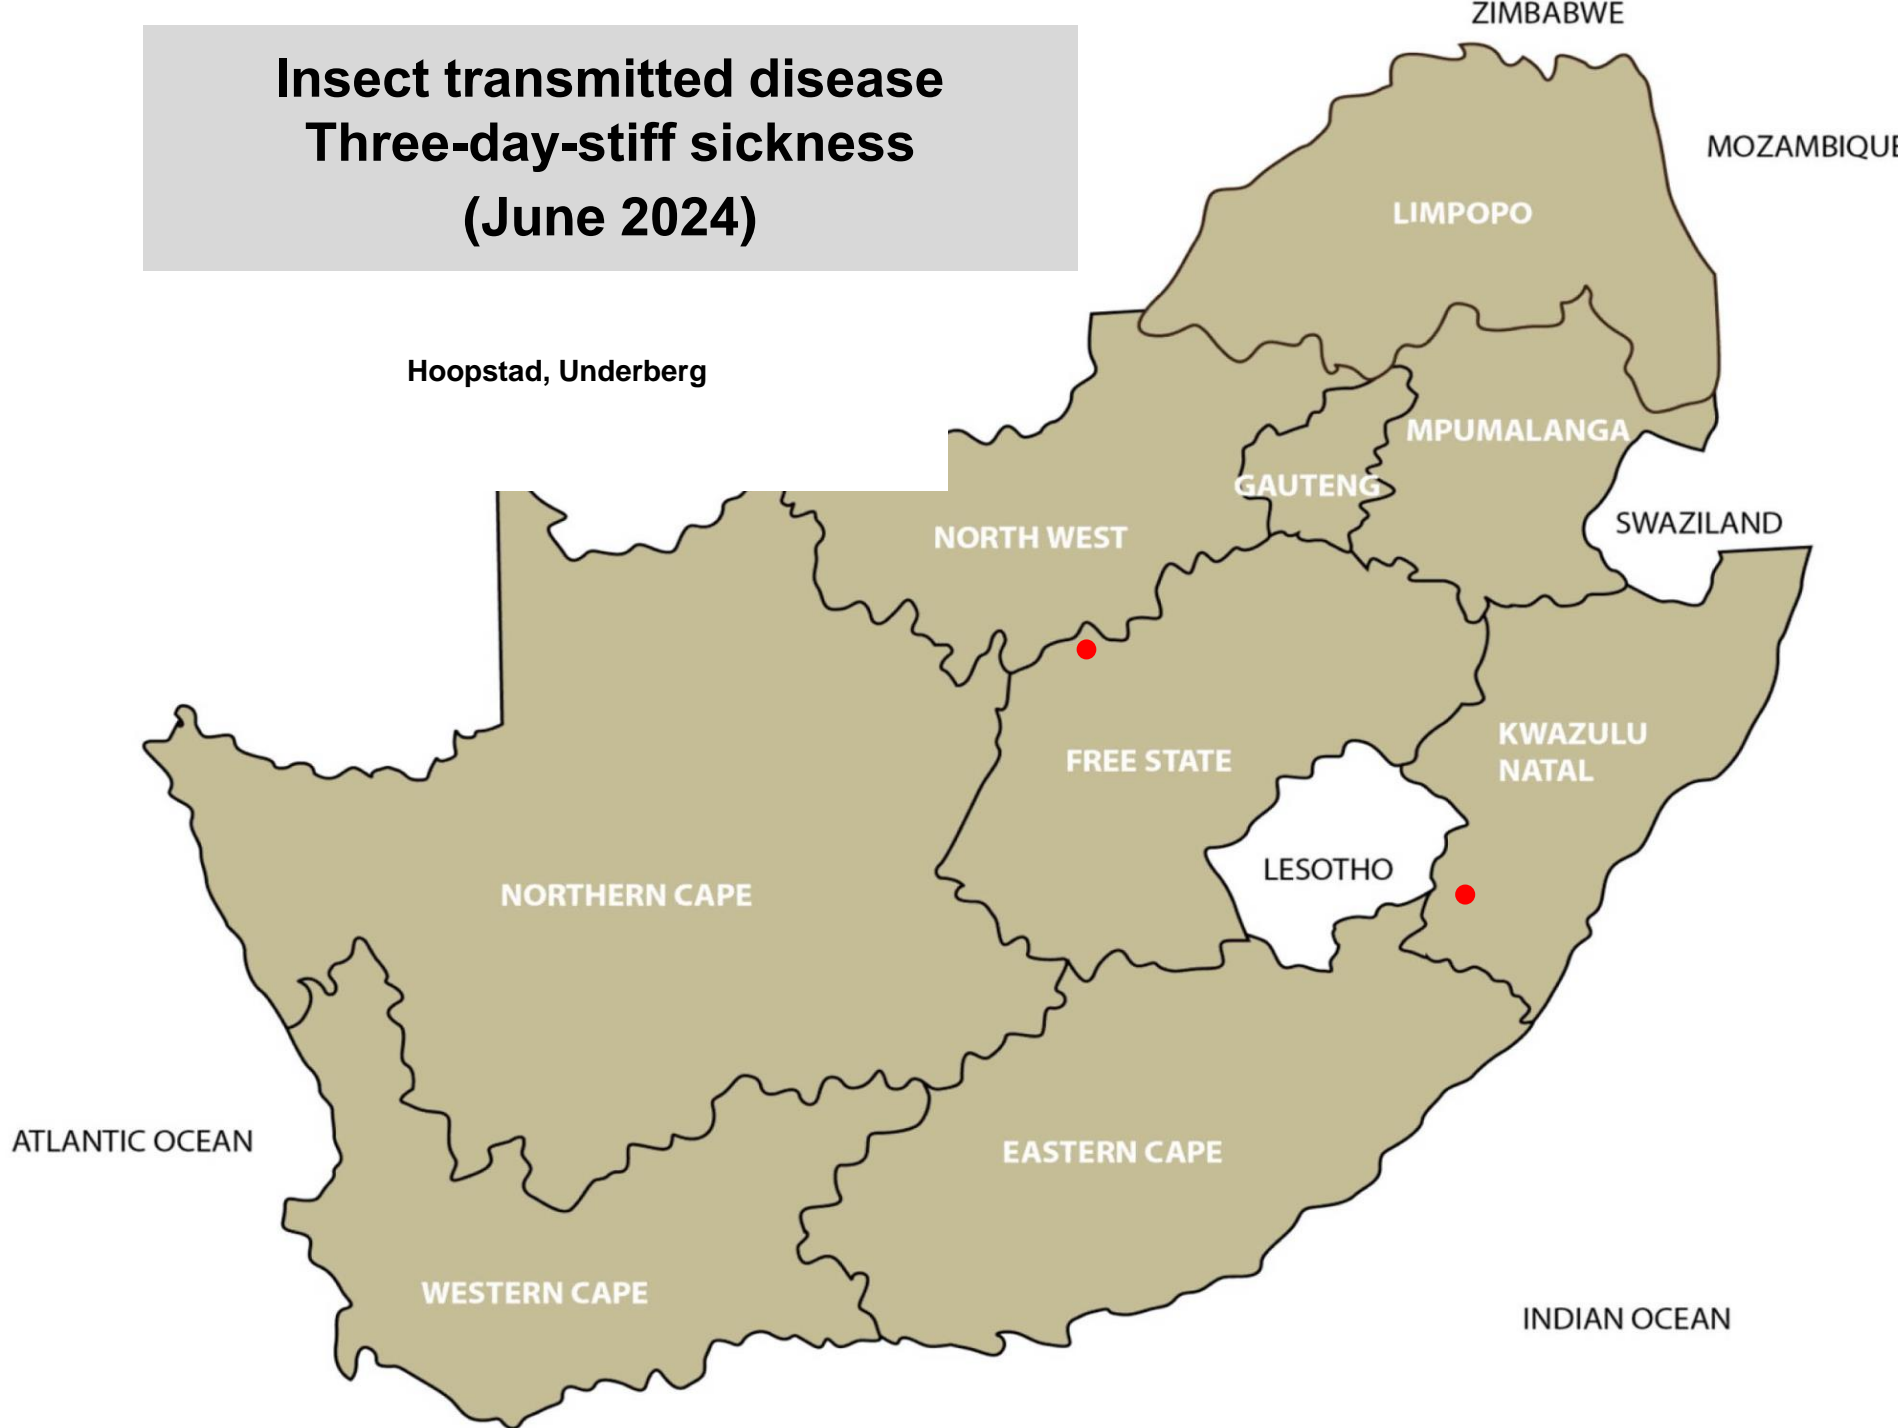 Insect transmitted disease
Three-day-stiff sickness
(June 2024)
Hoopstad, Underberg
ZIMBABWE
MOZAMBIQUE
LIMPOPO
MPUMALANGA
GAUTENG
NORTH WEST
SWAZILAND
KWAZULU
NATAL
FREE STATE
LESOTHO
NORTHERN CAPE
ATLANTIC OCEAN
EASTERN CAPE
WESTERN CAPE
INDIAN OCEAN